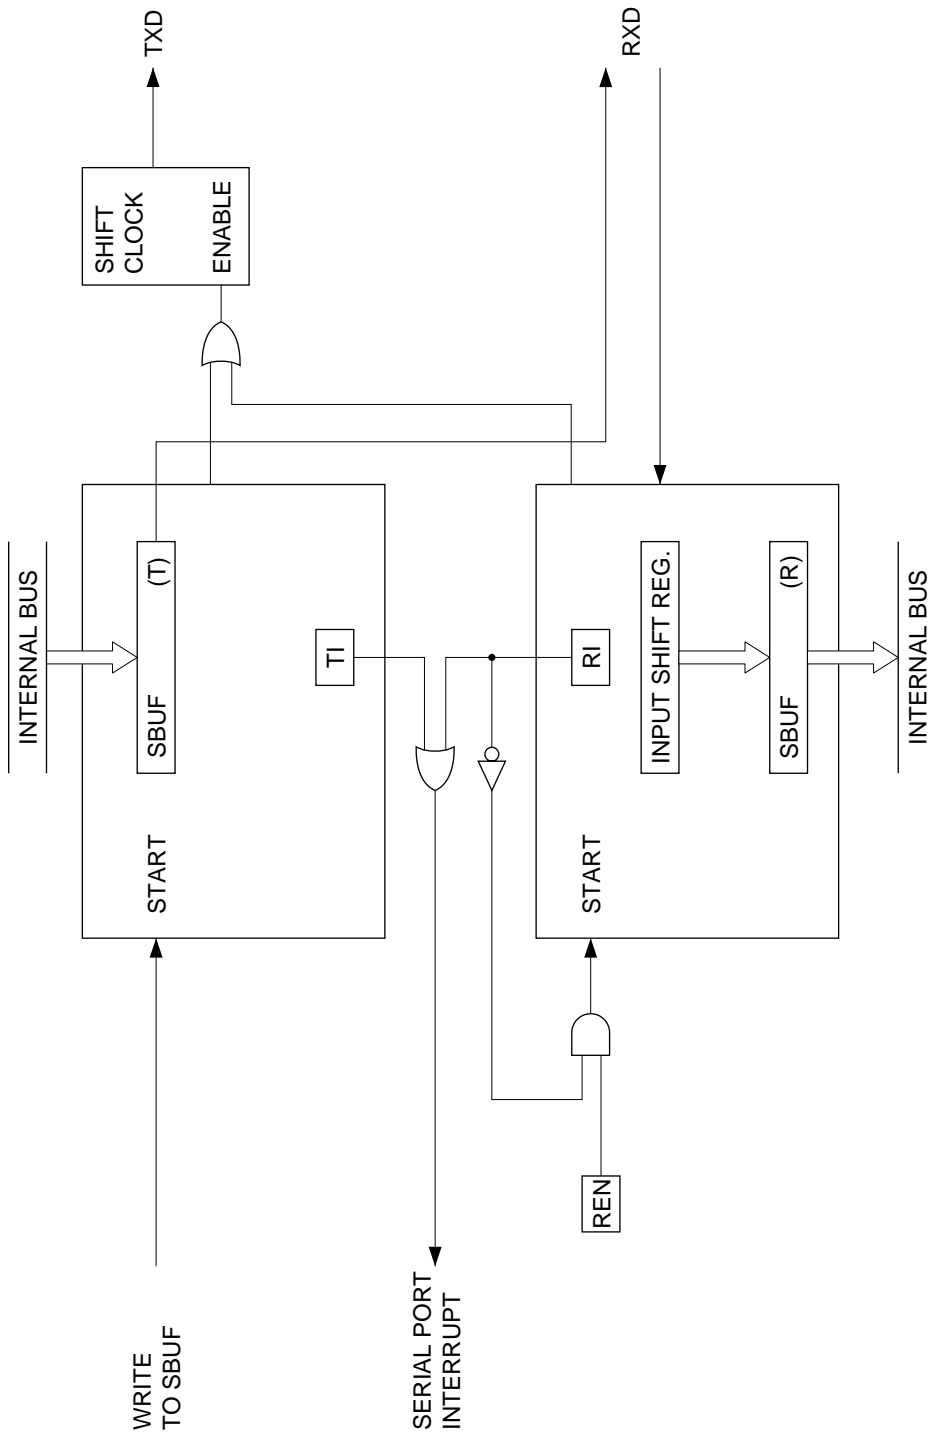 INTERNAL BUS
WRITE
TO SBUF
START
SBUF (T)
SHIFT
CLOCK
ENABLE
TXD
TI
SERIAL PORT
INTERRUPT
REN
START
RI
RXD
INPUT SHIFT REG.
SBUF (R)
INTERNAL BUS